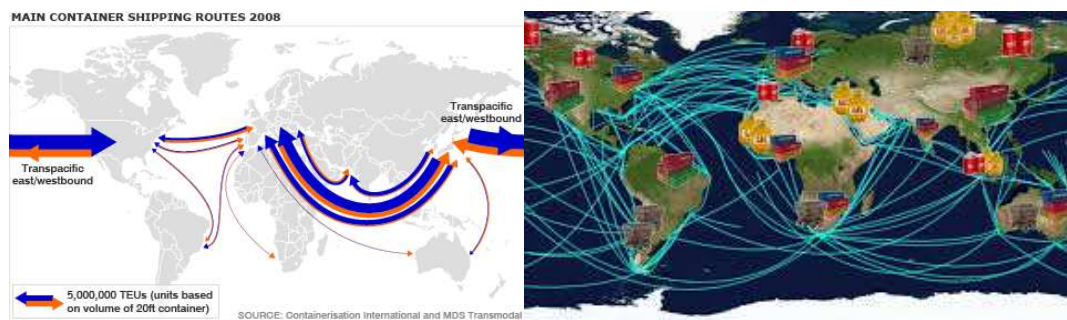 MAIN CONTAINER SHIPPING ROUTES 2008
Transpacific
east/westbound
Transpacific
east/westbound
5,000,000 TEUs (units based
on volume of 20ft container)
SOURCE: Containerisation International and MDS Transmodal